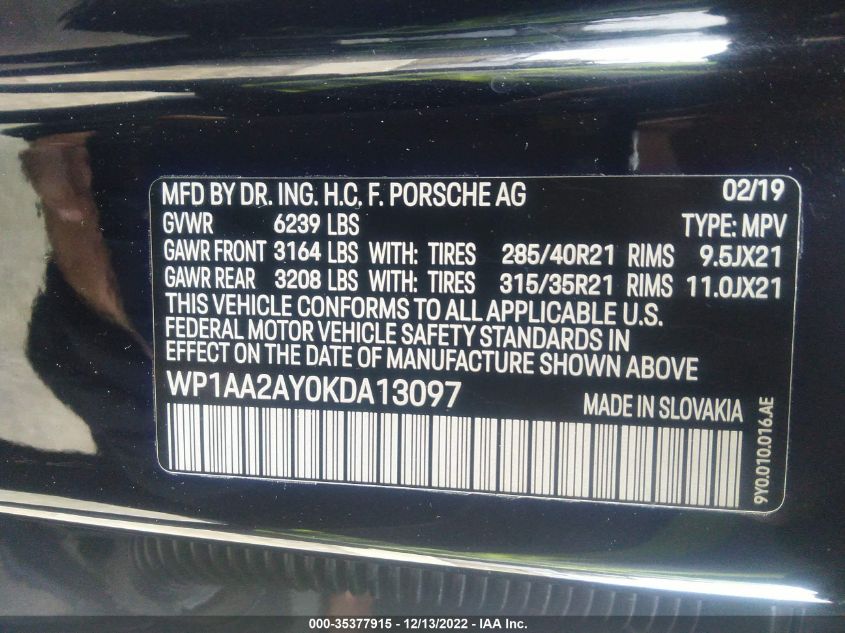 MFD BY DR. ING. H.C. F. PORSCHE AG 02/19
GVWR 6239 LBS TYPE: MPV
GAWR FRONT 3164 LBS WITH: TIRES 285/40R21 RIMS 9.5JX21
GAWR REAR 3208 LBS WITH: TIRES 315/35R21 RIMS 11.0JX21
THIS VEHICLE CONFORMS TO ALL APPLICABLE U.S.
FEDERAL MOTOR VEHICLE SAFETY STANDARDS IN
EFFECT ON THE DATE OF MANUFACTURE SHOWN ABOVE
WP1AA2AY0KDA13097
MADE IN SLOVAKIA
9Y0.010.016.AE
000-35377915 - 12/13/2022 - IAA Inc.